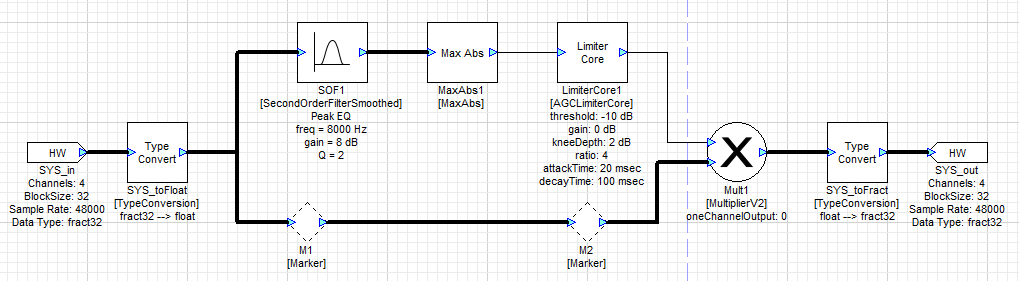 HW
SYS_in
Channels: 4
BlockSize: 32
Sample Rate: 48000
Data Type: fract32
Type
Convert
SYS_toFloat
[TypeConversion]
fract32 --> float
SOF1
[SecondOrderFilterSmoothed]
Peak EQ
freq = 8000 Hz
gain = 8 dB
Q = 2
Max Abs
MaxAbs1
[MaxAbs]
Limiter
Core
LimiterCore1
[AGCLimiterCore]
threshold: -10 dB
gain: 0 dB
kneeDepth: 2 dB
ratio: 4
attackTime: 20 msec
decayTime: 100 msec
M1
[Marker]
M2
[Marker]
X
Mult1
[MultiplierV2]
oneChannelOutput: 0
Type
Convert
SYS_toFract
[TypeConversion]
float --> fract32
HW
SYS_out
Channels: 4
BlockSize: 32
Sample Rate: 48000
Data Type: fract32